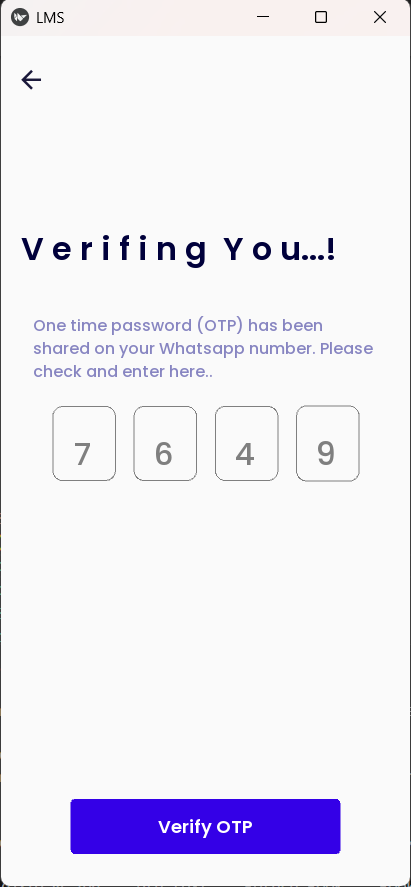 LMS
Verifing You...!
One time password (OTP) has been
shared on your Whatsapp number. Please
check and enter here..
7 6 4 9
Verify OTP